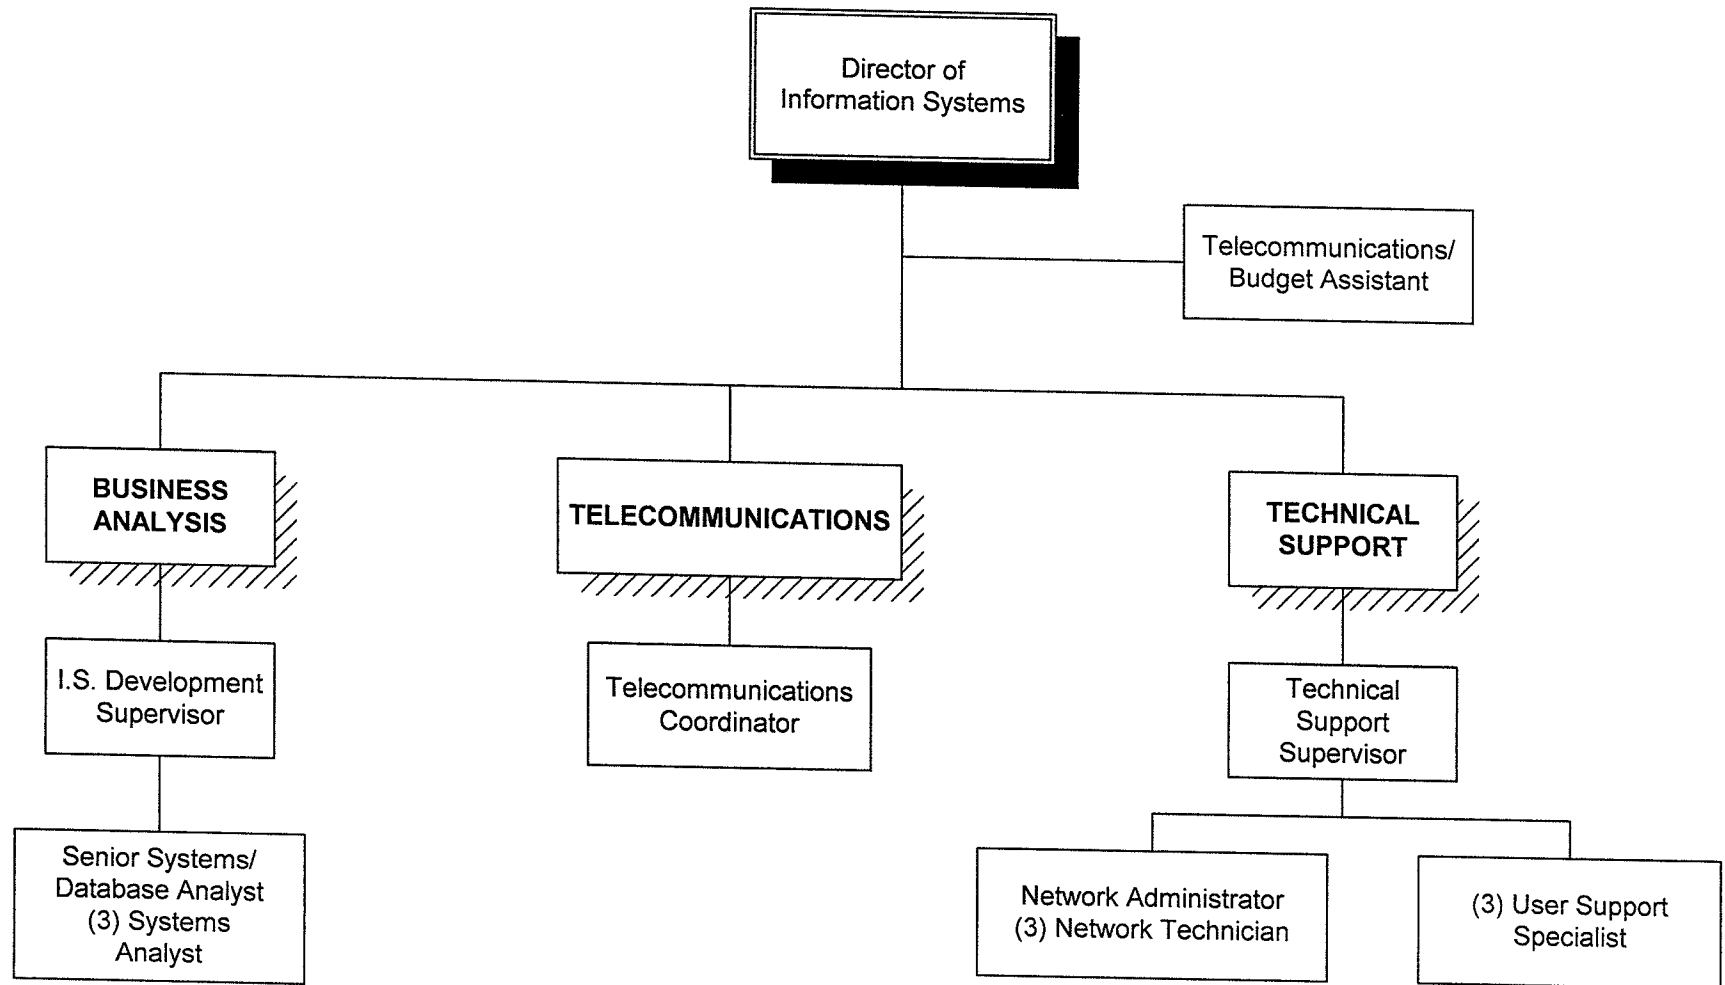 Director of
Information Systems
Telecommunications/
Budget Assistant
BUSINESS
ANALYSIS
TELECOMMUNICATIONS
TECHNICAL
SUPPORT
I.S. Development
Supervisor
Telecommunications
Coordinator
Technical
Support
Supervisor
Senior Systems/
Database Analyst
(3) Systems
Analyst
Network Administrator
(3) Network Technician
(3) User Support
Specialist